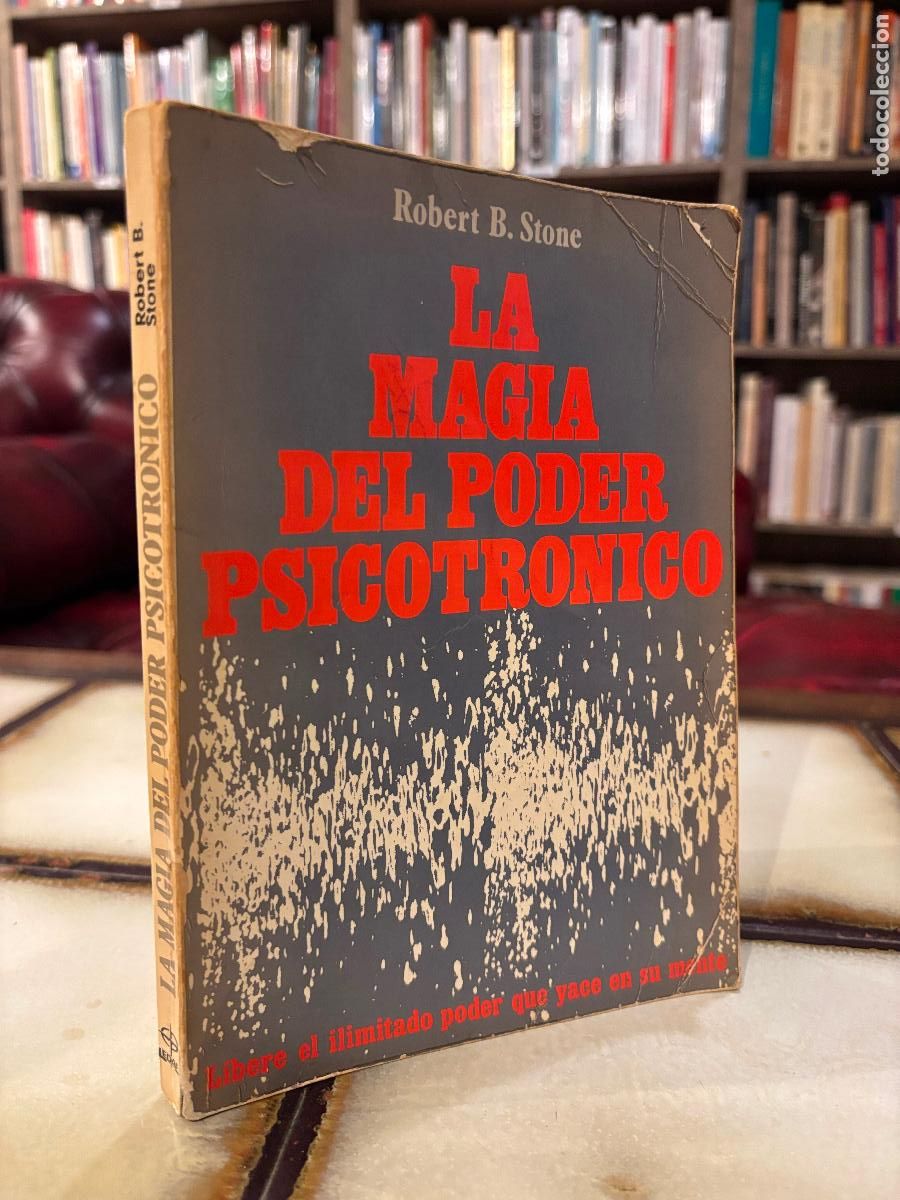 Robert B. Stone
LA
MAGIA
DEL PODER
PSICOTRONICO
Libere el ilimitado poder que yace en su mente
Robert B.
Stone
LA MAGIA DEL PODER PSICOTRONICO
todocoleccion